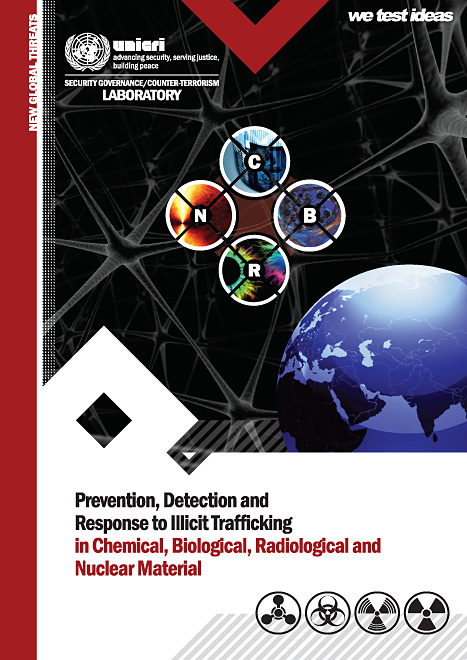 we test ideas
NEW GLOBAL THREATS
unicri
advancing security, serving justice,
building peace
SECURITY GOVERNANCE/COUNTER-TERRORISM
LABORATORY
C
N
B
R
Prevention, Detection and
Response to Illicit Trafficking
in Chemical, Biological, Radiological and
Nuclear Material